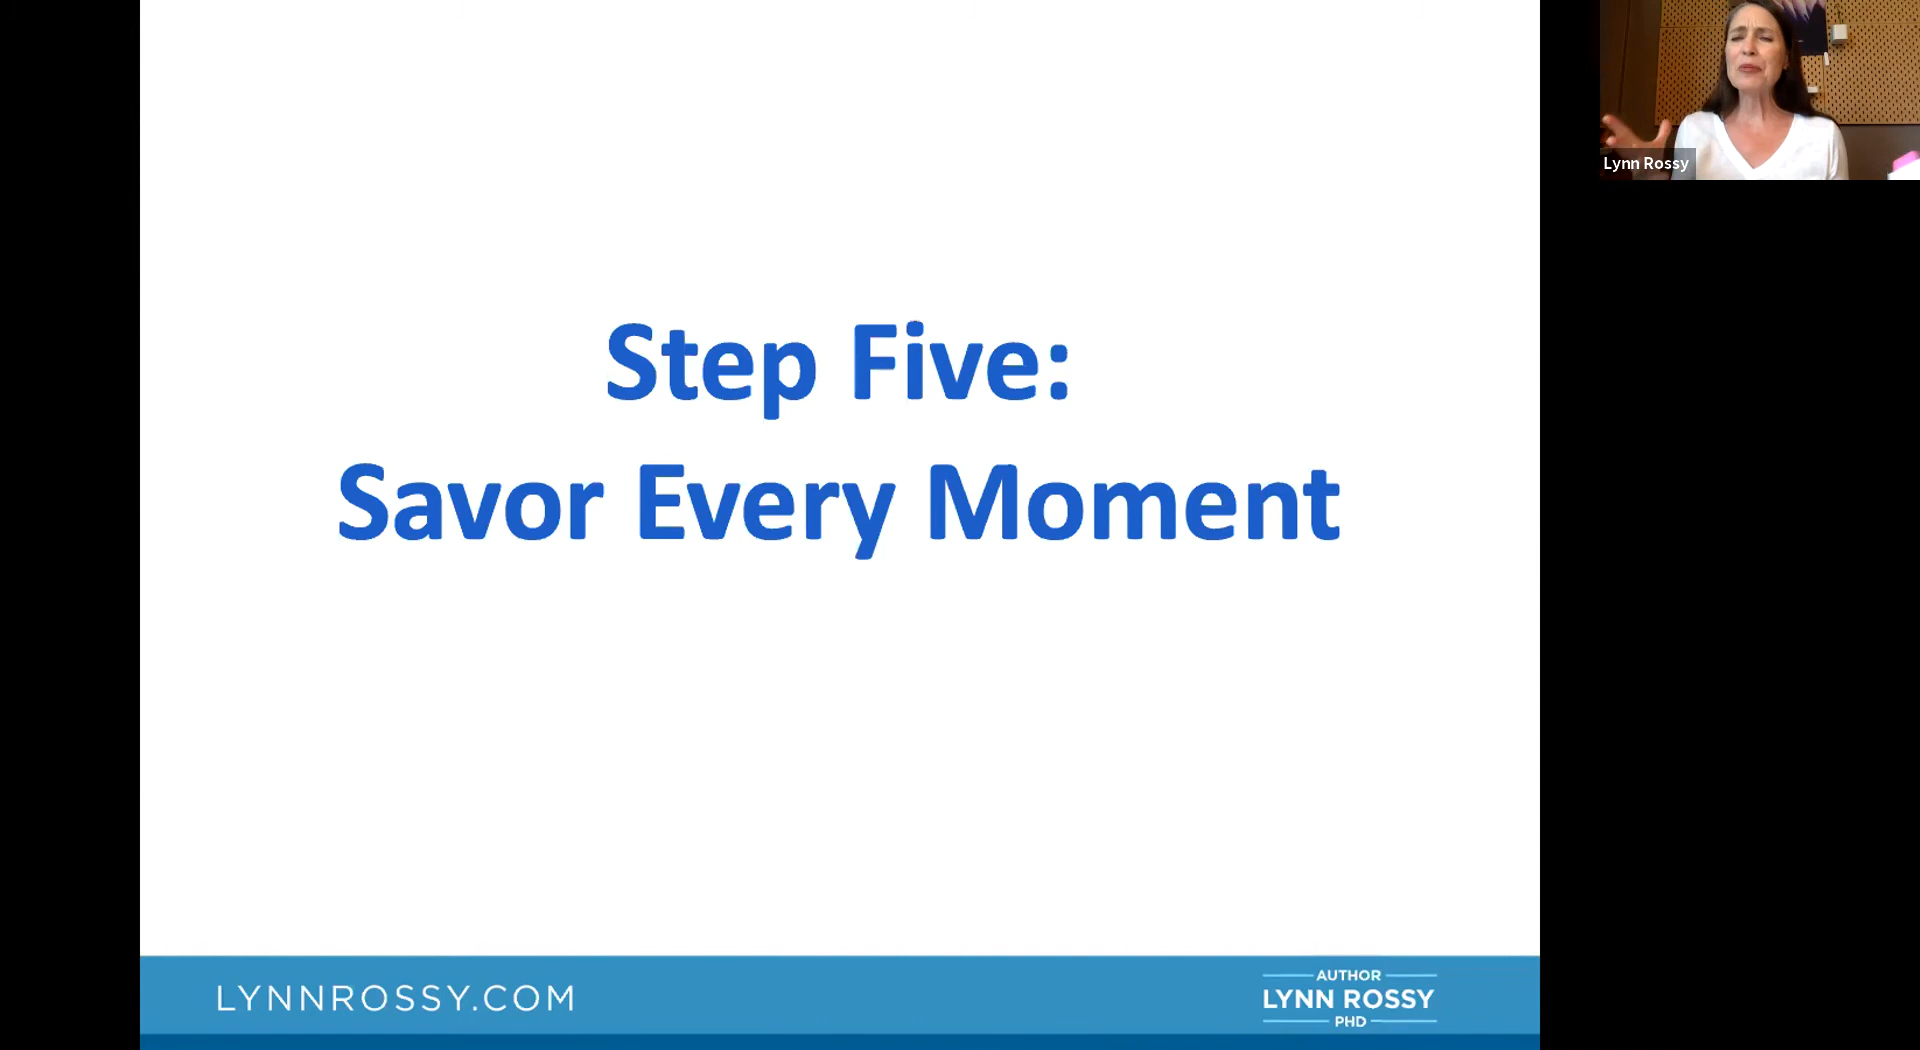 Step Five:
Savor Every Moment
Lynn Rossy
LYNNROSSY.COM
AUTHOR
LYNN ROSSY
PHD